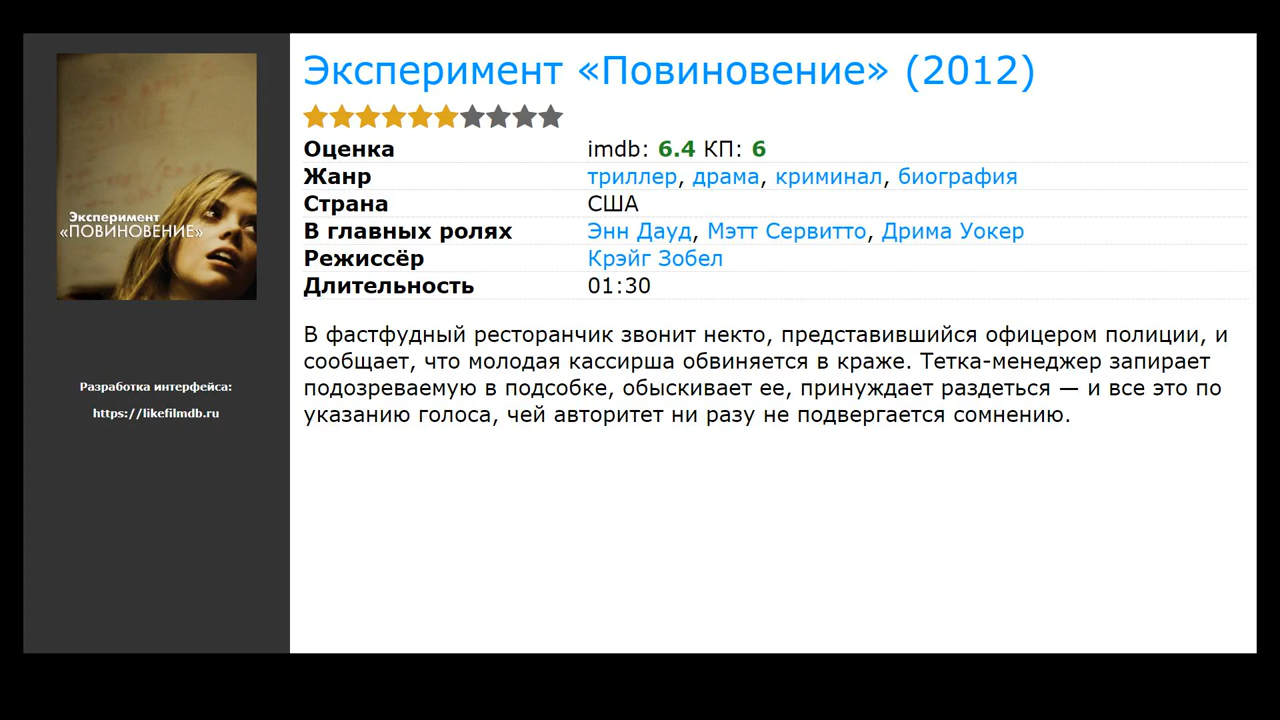 Эксперимент «Повиновение» (2012)
Оценка imdb: 6.4 КП: 6
Жанр триллер, драма, криминал, биография
Страна США
В главных ролях Энн Дауд, Мэтт Сервитто, Дрима Уокер
Режиссёр Крэйг Зобел
Длительность 01:30
В фастфудный ресторанчик звонит некто, представившийся офицером полиции, и
сообщает, что молодая кассирша обвиняется в краже. Тетка-менеджер запирает
подозреваемую в подсобке, обыскивает ее, принуждает раздеться — и все это по
указанию голоса, чей авторитет ни разу не подвергается сомнению.
Эксперимент
«ПОВИНОВЕНИЕ»
Разработка интерфейса:
https://likefilmdb.ru